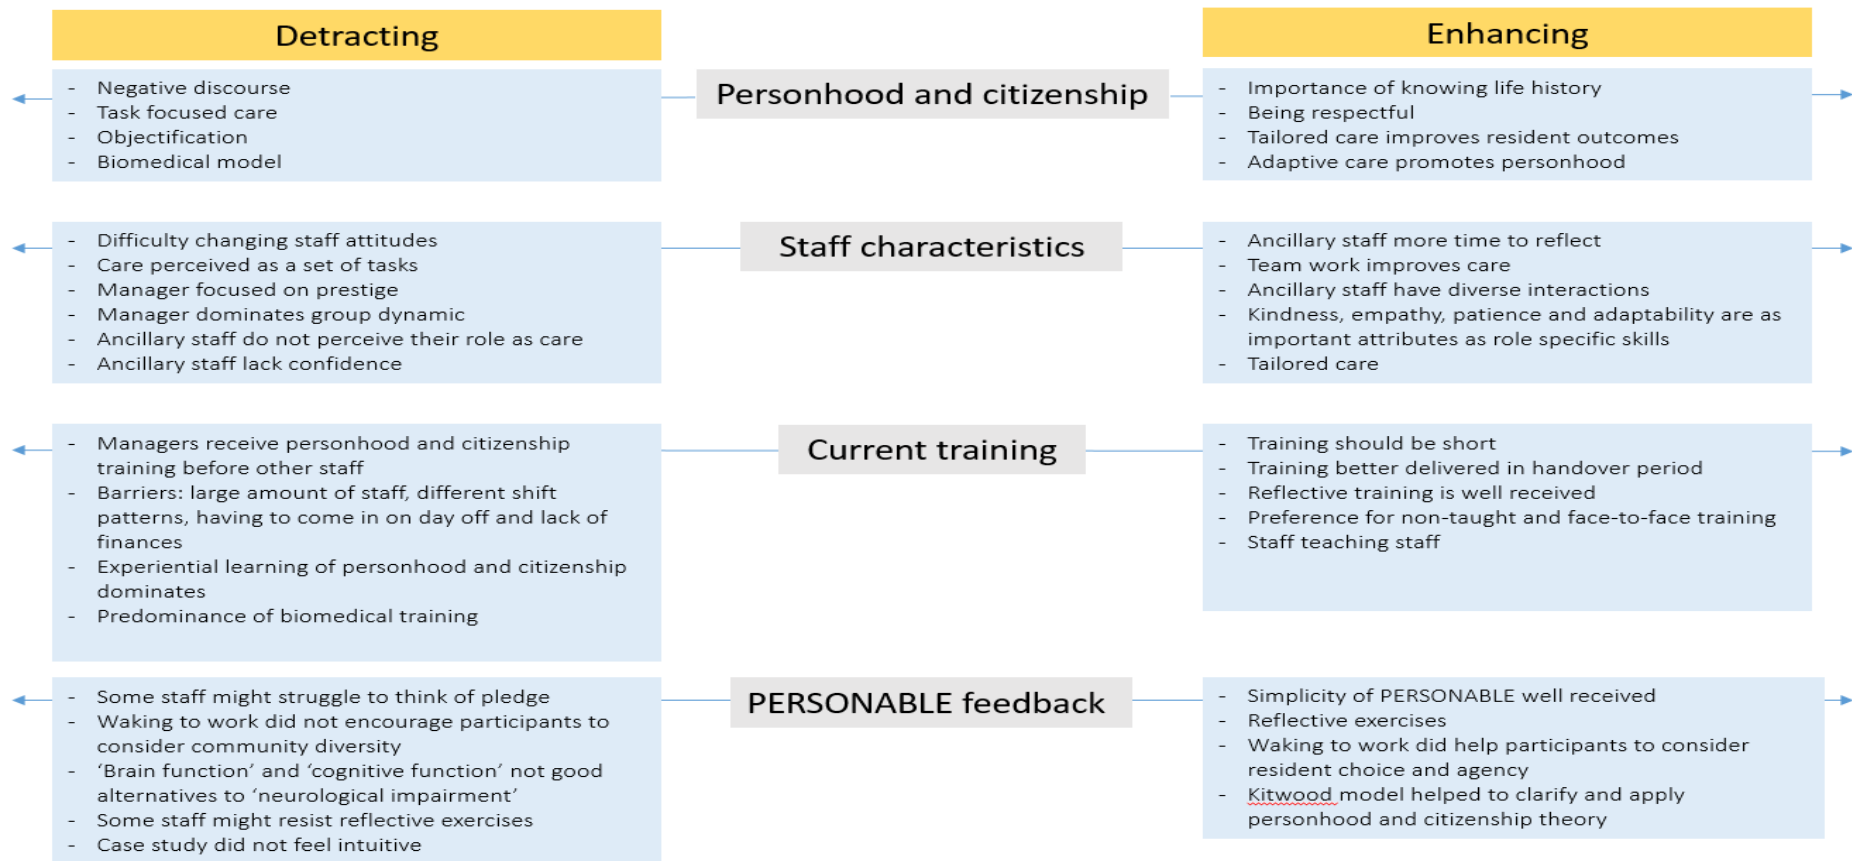 Detracting
Enhancing
Personhood and citizenship
- Negative discourse
- Task focused care
- Objectification
- Biomedical model
- Importance of knowing life history
- Being respectful
- Tailored care improves resident outcomes
- Adaptive care promotes personhood
Staff characteristics
- Difficulty changing staff attitudes
- Care perceived as a set of tasks
- Manager focused on prestige
- Manager dominates group dynamic
- Ancillary staff do not perceive their role as care
- Ancillary staff lack confidence
- Ancillary staff more time to reflect
- Team work improves care
- Ancillary staff have diverse interactions
- Kindness, empathy, patience and adaptability are as
important attributes as role specific skills
- Tailored care
Current training
- Managers receive personhood and citizenship
training before other staff
- Barriers: large amount of staff, different shift
patterns, having to come in on day off and lack of
finances
- Experiential learning of personhood and citizenship
dominates
- Predominance of biomedical training
- Training should be short
- Training better delivered in handover period
- Reflective training is well received
- Preference for non-taught and face-to-face training
- Staff teaching staff
PERSONABLE feedback
- Some staff might struggle to think of pledge
- Waking to work did not encourage participants to
consider community diversity
- ‘Brain function’ and ‘cognitive function’ not good
alternatives to ‘neurological impairment’
- Some staff might resist reflective exercises
- Case study did not feel intuitive
- Simplicity of PERSONABLE well received
- Reflective exercises
- Waking to work did help participants to consider
resident choice and agency
- Kitwood model helped to clarify and apply
personhood and citizenship theory